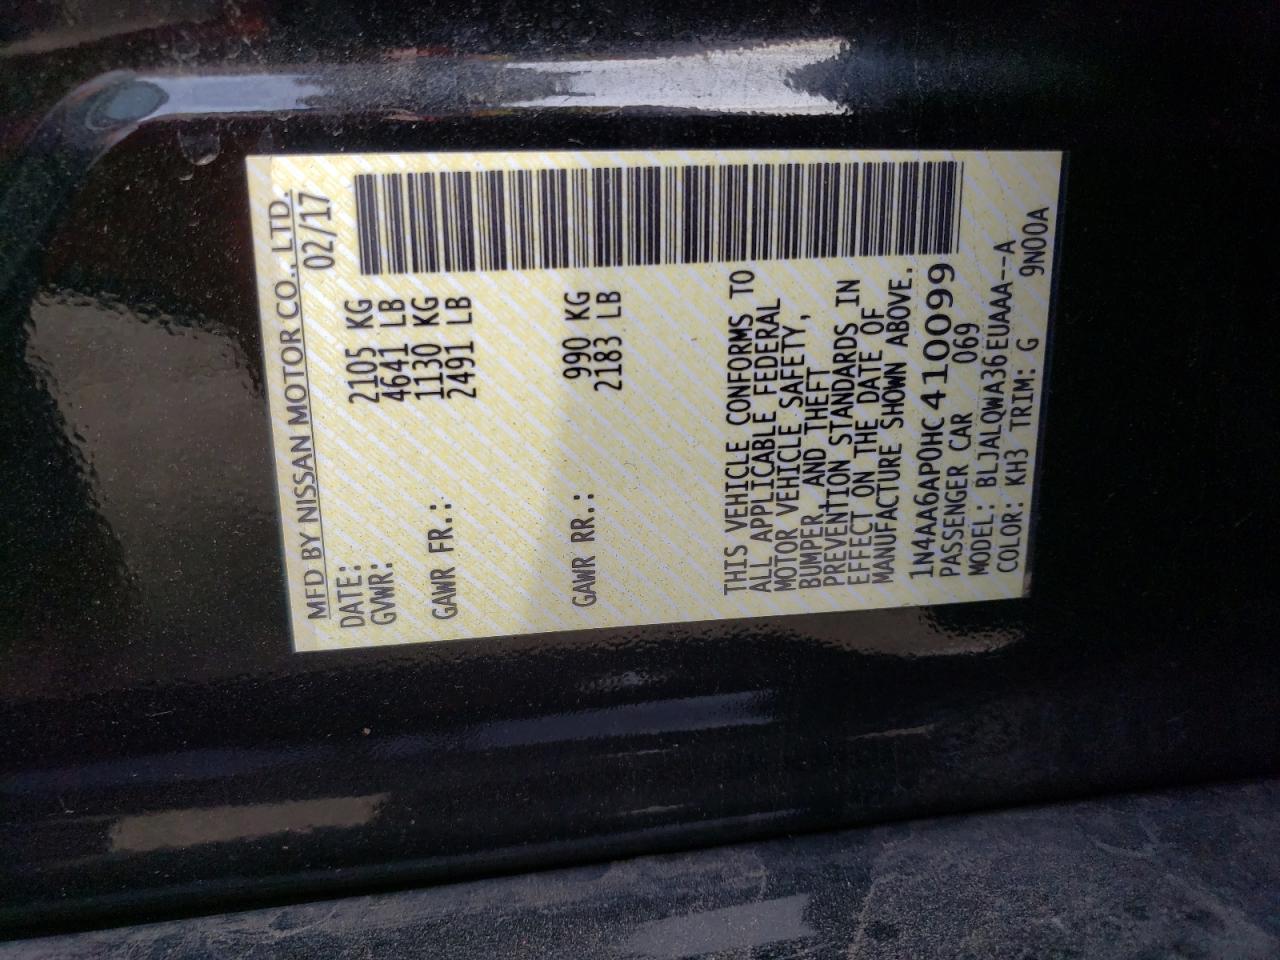 MFD BY NISSAN MOTOR CO., LTD.
DATE: 02/17
GVWR: 2105 KG
4641 LB
GAWR FR.: 1130 KG
2491 LB
GAWR RR.: 990 KG
2183 LB
THIS VEHICLE CONFORMS TO
ALL APPLICABLE FEDERAL
MOTOR VEHICLE SAFETY,
BUMPER, AND THEFT
PREVENTION STANDARDS IN
EFFECT ON THE DATE OF
MANUFACTURE SHOWN ABOVE.
1N4AA6AP0HC410099
PASSENGER CAR 069
MODEL: BLJALQWA36EUAAA--A
COLOR: KH3 TRIM: G 9N00A